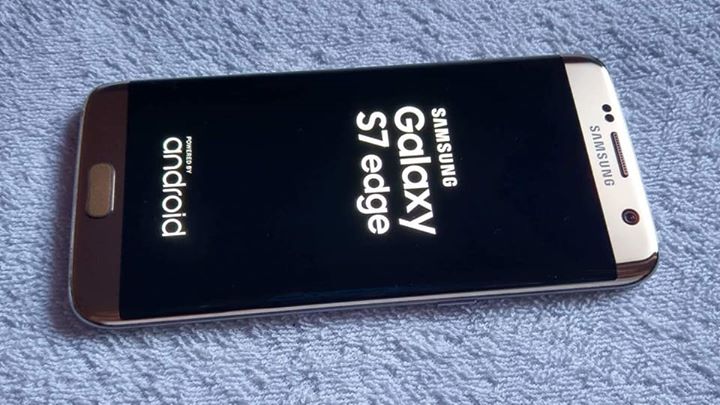 SAMSUNG
SAMSUNG
Galaxy
S7 edge
POWERED BY
android